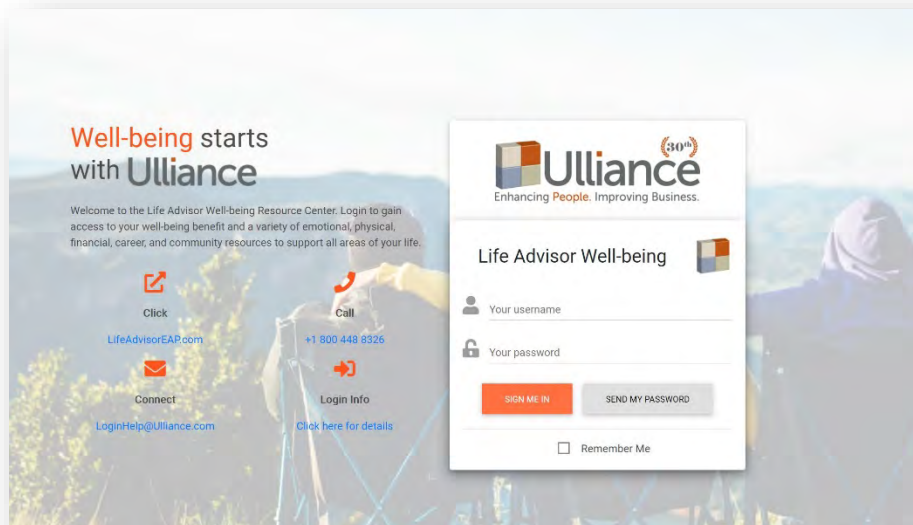 Well-being starts
with Ulliance
Welcome to the Life Advisor Well-being Resource Center. Login to gain
access to your well-being benefit and a variety of emotional, physical,
financial, career, and community resources to support all areas of your life.
Click
LifeAdvisorEAP.com
Call
+1 800 448 8326
Connect
LoginHelp@Ulliance.com
Login Info
Click here for details
30th
Ulliance
Enhancing People. Improving Business.
Life Advisor Well-being
Your username
Your password
SIGN ME IN
SEND MY PASSWORD
Remember Me